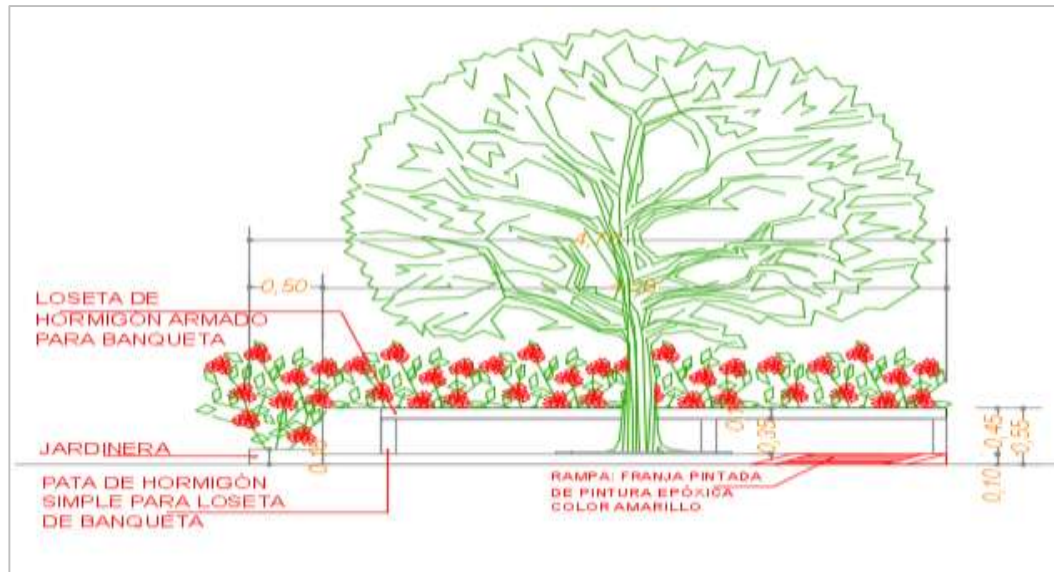 0,50
LOSETA DE
HORMIGÓN ARMADO
PARA BANQUETA
JARDINERA
PATA DE HORMIGÓN
SIMPLE PARA LOSETA
DE BANQUETA
RAMPA: FRANJA PINTADA
DE PINTURA EPÓXICA
COLOR AMARILLO
0,35
0,45
0,55
0,10